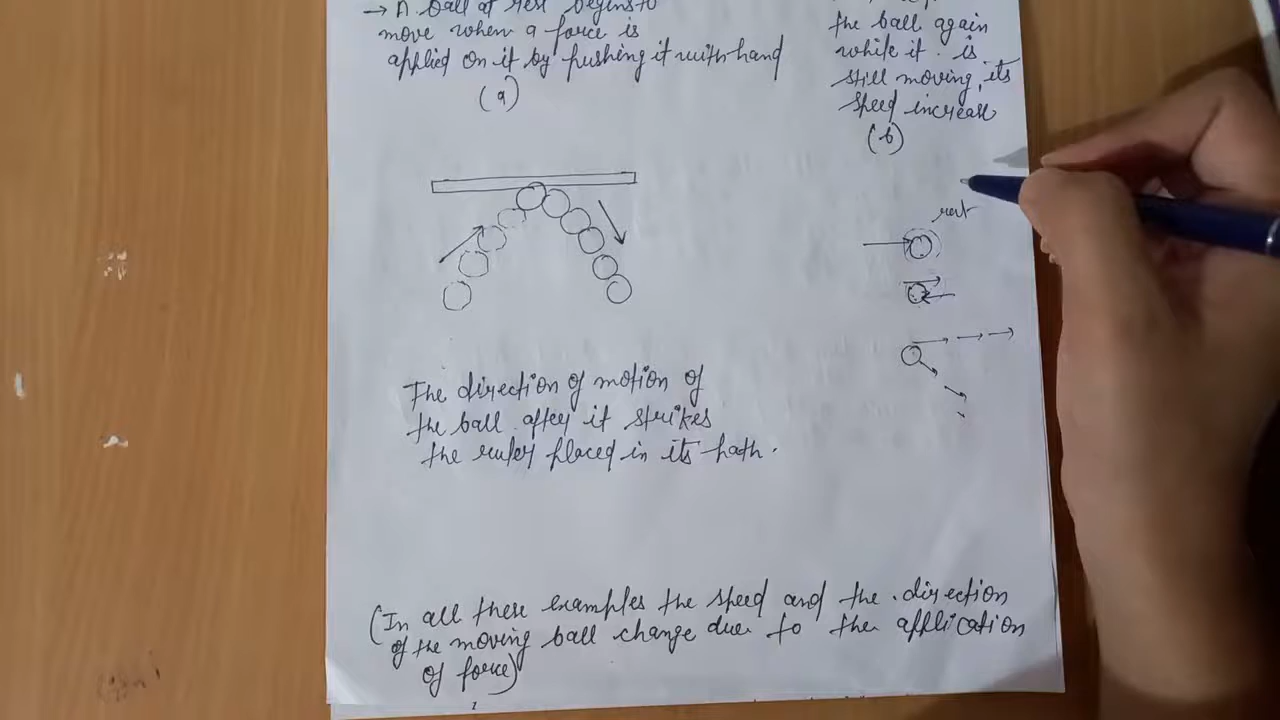 → A ball at rest begins to
move when a force is
applied on it by pushing it with hand
(a)
the ball again
while it is
still moving, its
speed increase
(b)
rest
The direction of motion of
the ball after it strikes
the ruler placed in its path.
(In all these examples the speed and the direction
of the moving ball change due to the application
of force)